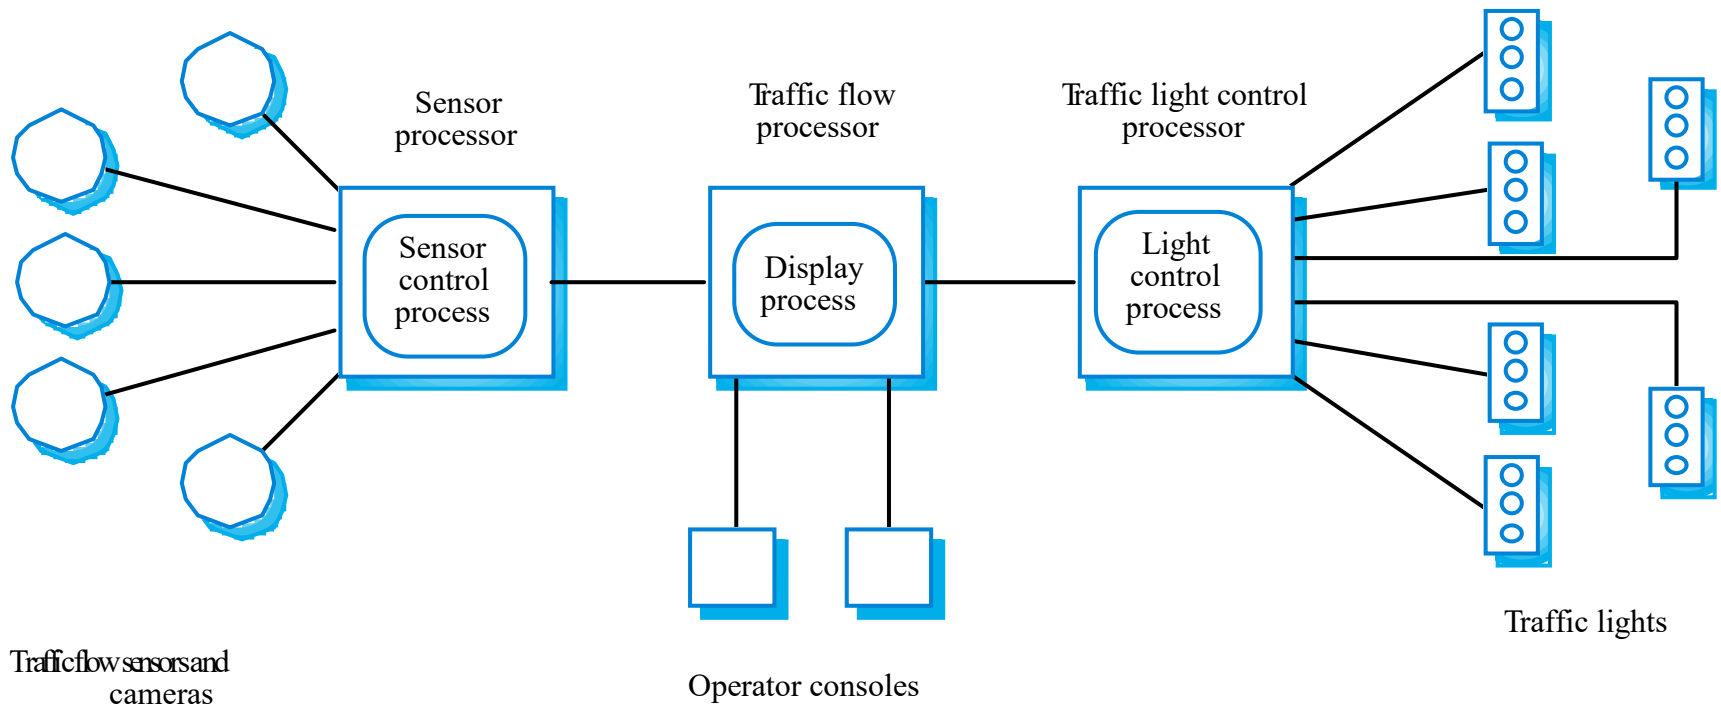 Sensor
processor
Traffic flow
processor
Traffic light control
processor
Sensor
control
process
Display
process
Light
control
process
Traffic lights
Traffic flow sensors and
cameras
Operator consoles